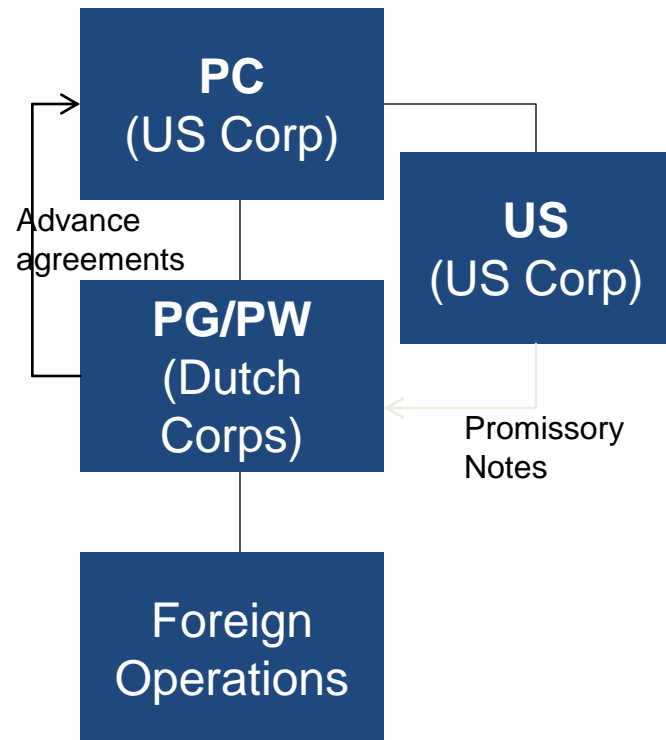 PC
(US Corp)
Advance
agreements
US
(US Corp)
PG/PW
(Dutch
Corps)
Promissory
Notes
Foreign
Operations